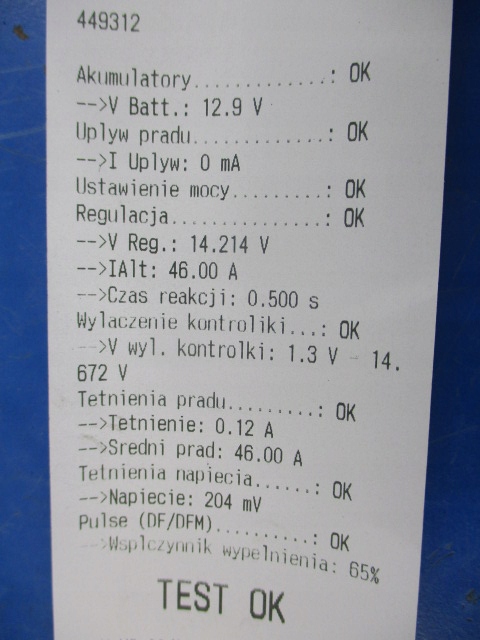 449312
Akumulatory.............: OK
-->V Batt.: 12.9 V
Uplyw pradu.............: OK
-->I Uplyw: 0 mA
Ustawienie mocy.........: OK
Regulacja...............: OK
-->V Reg.: 14.214 V
-->IAlt: 46.00 A
-->Czas reakcji: 0.500 s
Wylaczenie kontroliki...: OK
-->V wyl. kontrolki: 1.3 V - 14.
672 V
Tetnienia pradu.........: OK
-->Tetnienie: 0.12 A
-->Sredni prad: 46.00 A
Tetnienia napiecia......: OK
-->Napiecie: 204 mV
Pulse (DF/DFM)..........: OK
-->Wsplczynnik wypelnienia: 65%
TEST OK